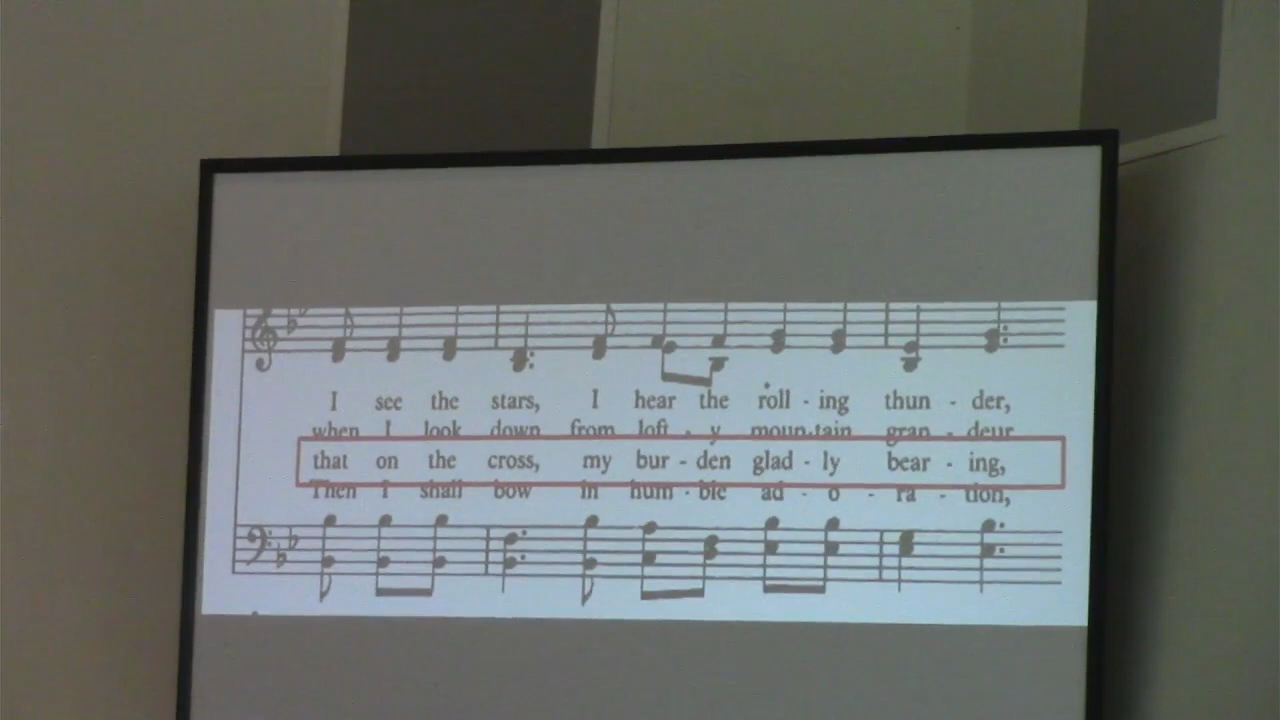 I see the stars, I hear the roll - ing thun - der,
when I look down from loft - y moun-tain gran - deur
that on the cross, my bur - den glad - ly bear - ing,
Then I shall bow in hum - ble ad - o - ra - tion,